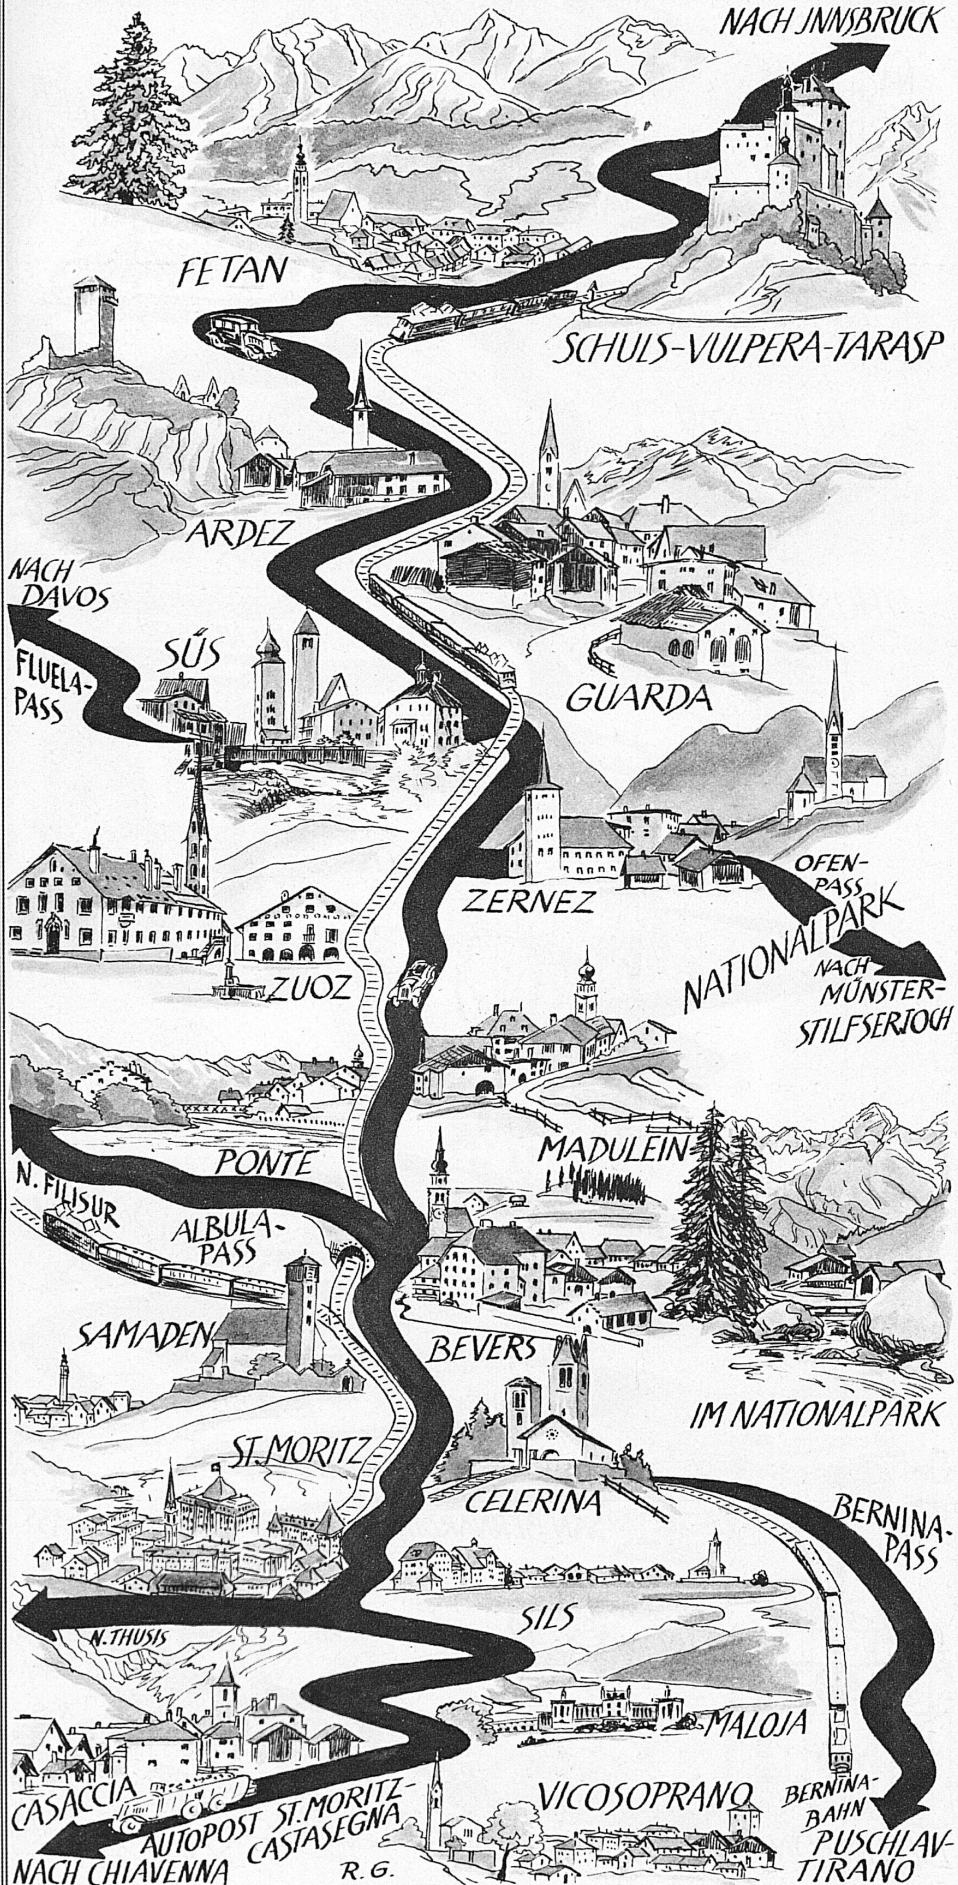 NACH INNSBRUCK
FETAN
SCHULS-VULPERA-TARASP
ARDEZ
NACH
DAVOS
FLUELA-
PASS
SÜS
GUARDA
ZERNEZ
OFEN-
PASS
NATIONALPARK
NACH
MÜNSTER-
STILFSERJOCH
ZUOZ
MADULEIN
PONTE
N. FILISUR
ALBULA-
PASS
SAMADEN
BEVERS
IM NATIONALPARK
ST. MORITZ
CELERINA
BERNINA-
PASS
SILS
N. THUSIS
MALOJA
CASACCIA
AUTOPOST ST. MORITZ-
CASTASEGNA
NACH CHIAVENNA
R.G.
VICOSOPRANO
BERNINA-
BAHN
PUSCHLAV-
TIRANO